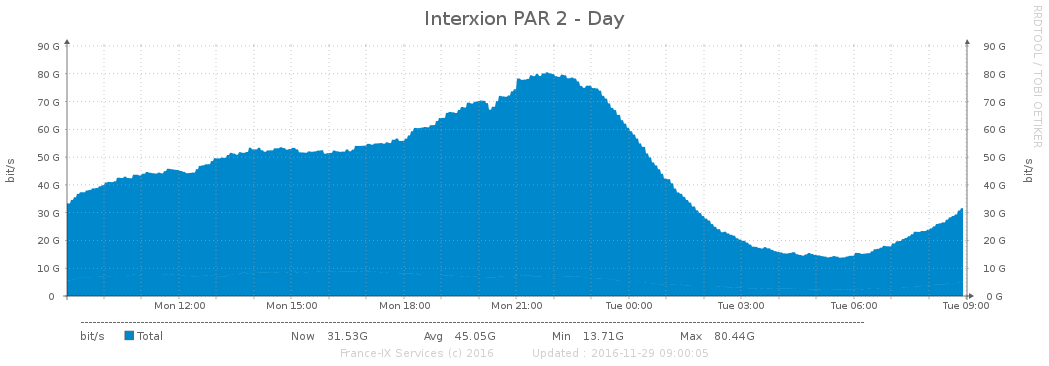 Interxion PAR 2 - Day
RRDTOOL / TOBI OETIKER
90 G 90 G
80 G 80 G
70 G 70 G
60 G 60 G
50 G 50 G
40 G 40 G
30 G 30 G
20 G 20 G
10 G 10 G
0 0 G
bit/s
bit/s
Mon 12:00 Mon 15:00 Mon 18:00 Mon 21:00 Tue 00:00 Tue 03:00 Tue 06:00 Tue 09:00
bit/s Total Now 31.53G Avg 45.05G Min 13.71G Max 80.44G
France-IX Services (c) 2016 Updated : 2016-11-29 09:00:05